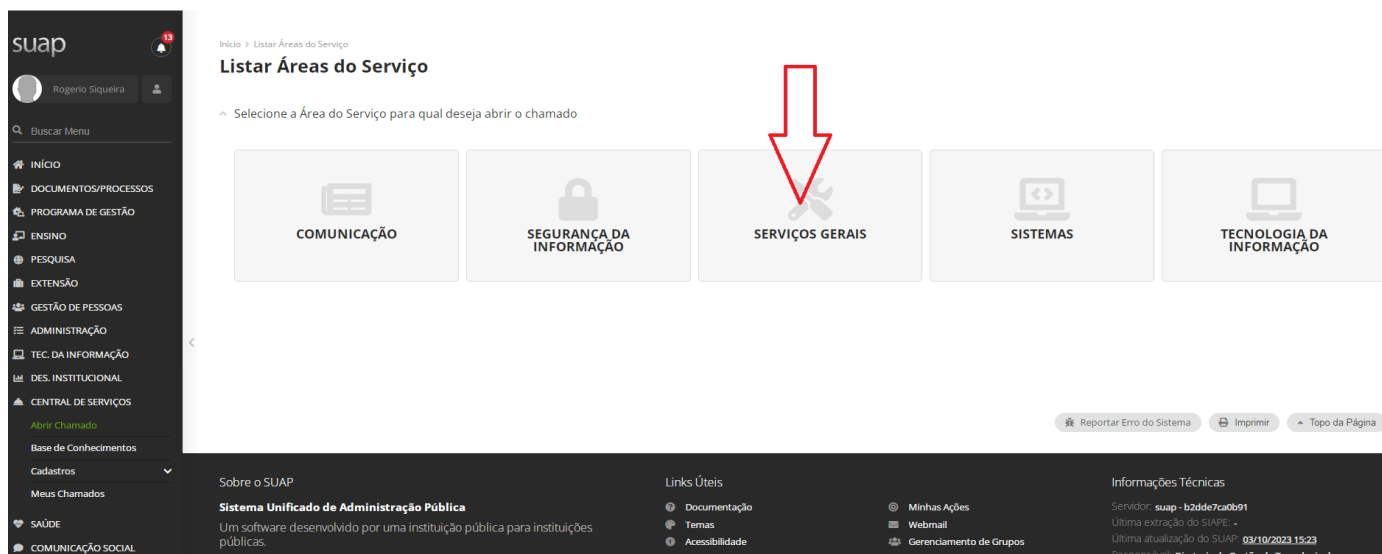 suap
13
Rogerio Siqueira
Buscar Menu
INÍCIO
DOCUMENTOS/PROCESSOS
PROGRAMA DE GESTÃO
ENSINO
PESQUISA
EXTENSÃO
GESTÃO DE PESSOAS
ADMINISTRAÇÃO
TEC. DA INFORMAÇÃO
DES. INSTITUCIONAL
CENTRAL DE SERVIÇOS
Abrir Chamado
Base de Conhecimentos
Cadastros
Meus Chamados
SAÚDE
COMUNICAÇÃO SOCIAL
Início > Listar Áreas do Serviço
Listar Áreas do Serviço
Selecione a Área do Serviço para qual deseja abrir o chamado
COMUNICAÇÃO
SEGURANÇA DA
INFORMAÇÃO
SERVIÇOS GERAIS
SISTEMAS
TECNOLOGIA DA
INFORMAÇÃO
Reportar Erro do Sistema
Imprimir
Topo da Página
Sobre o SUAP
Sistema Unificado de Administração Pública
Um software desenvolvido por uma instituição pública para instituições
públicas.
Links Úteis
Documentação
Temas
Acessibilidade
Minhas Ações
Webmail
Gerenciamento de Grupos
Informações Técnicas
Servidor: suap - b2dde7ca0b91
Última extração do SIAPE: -
Última atualização do SUAP: 03/10/2023 15:23